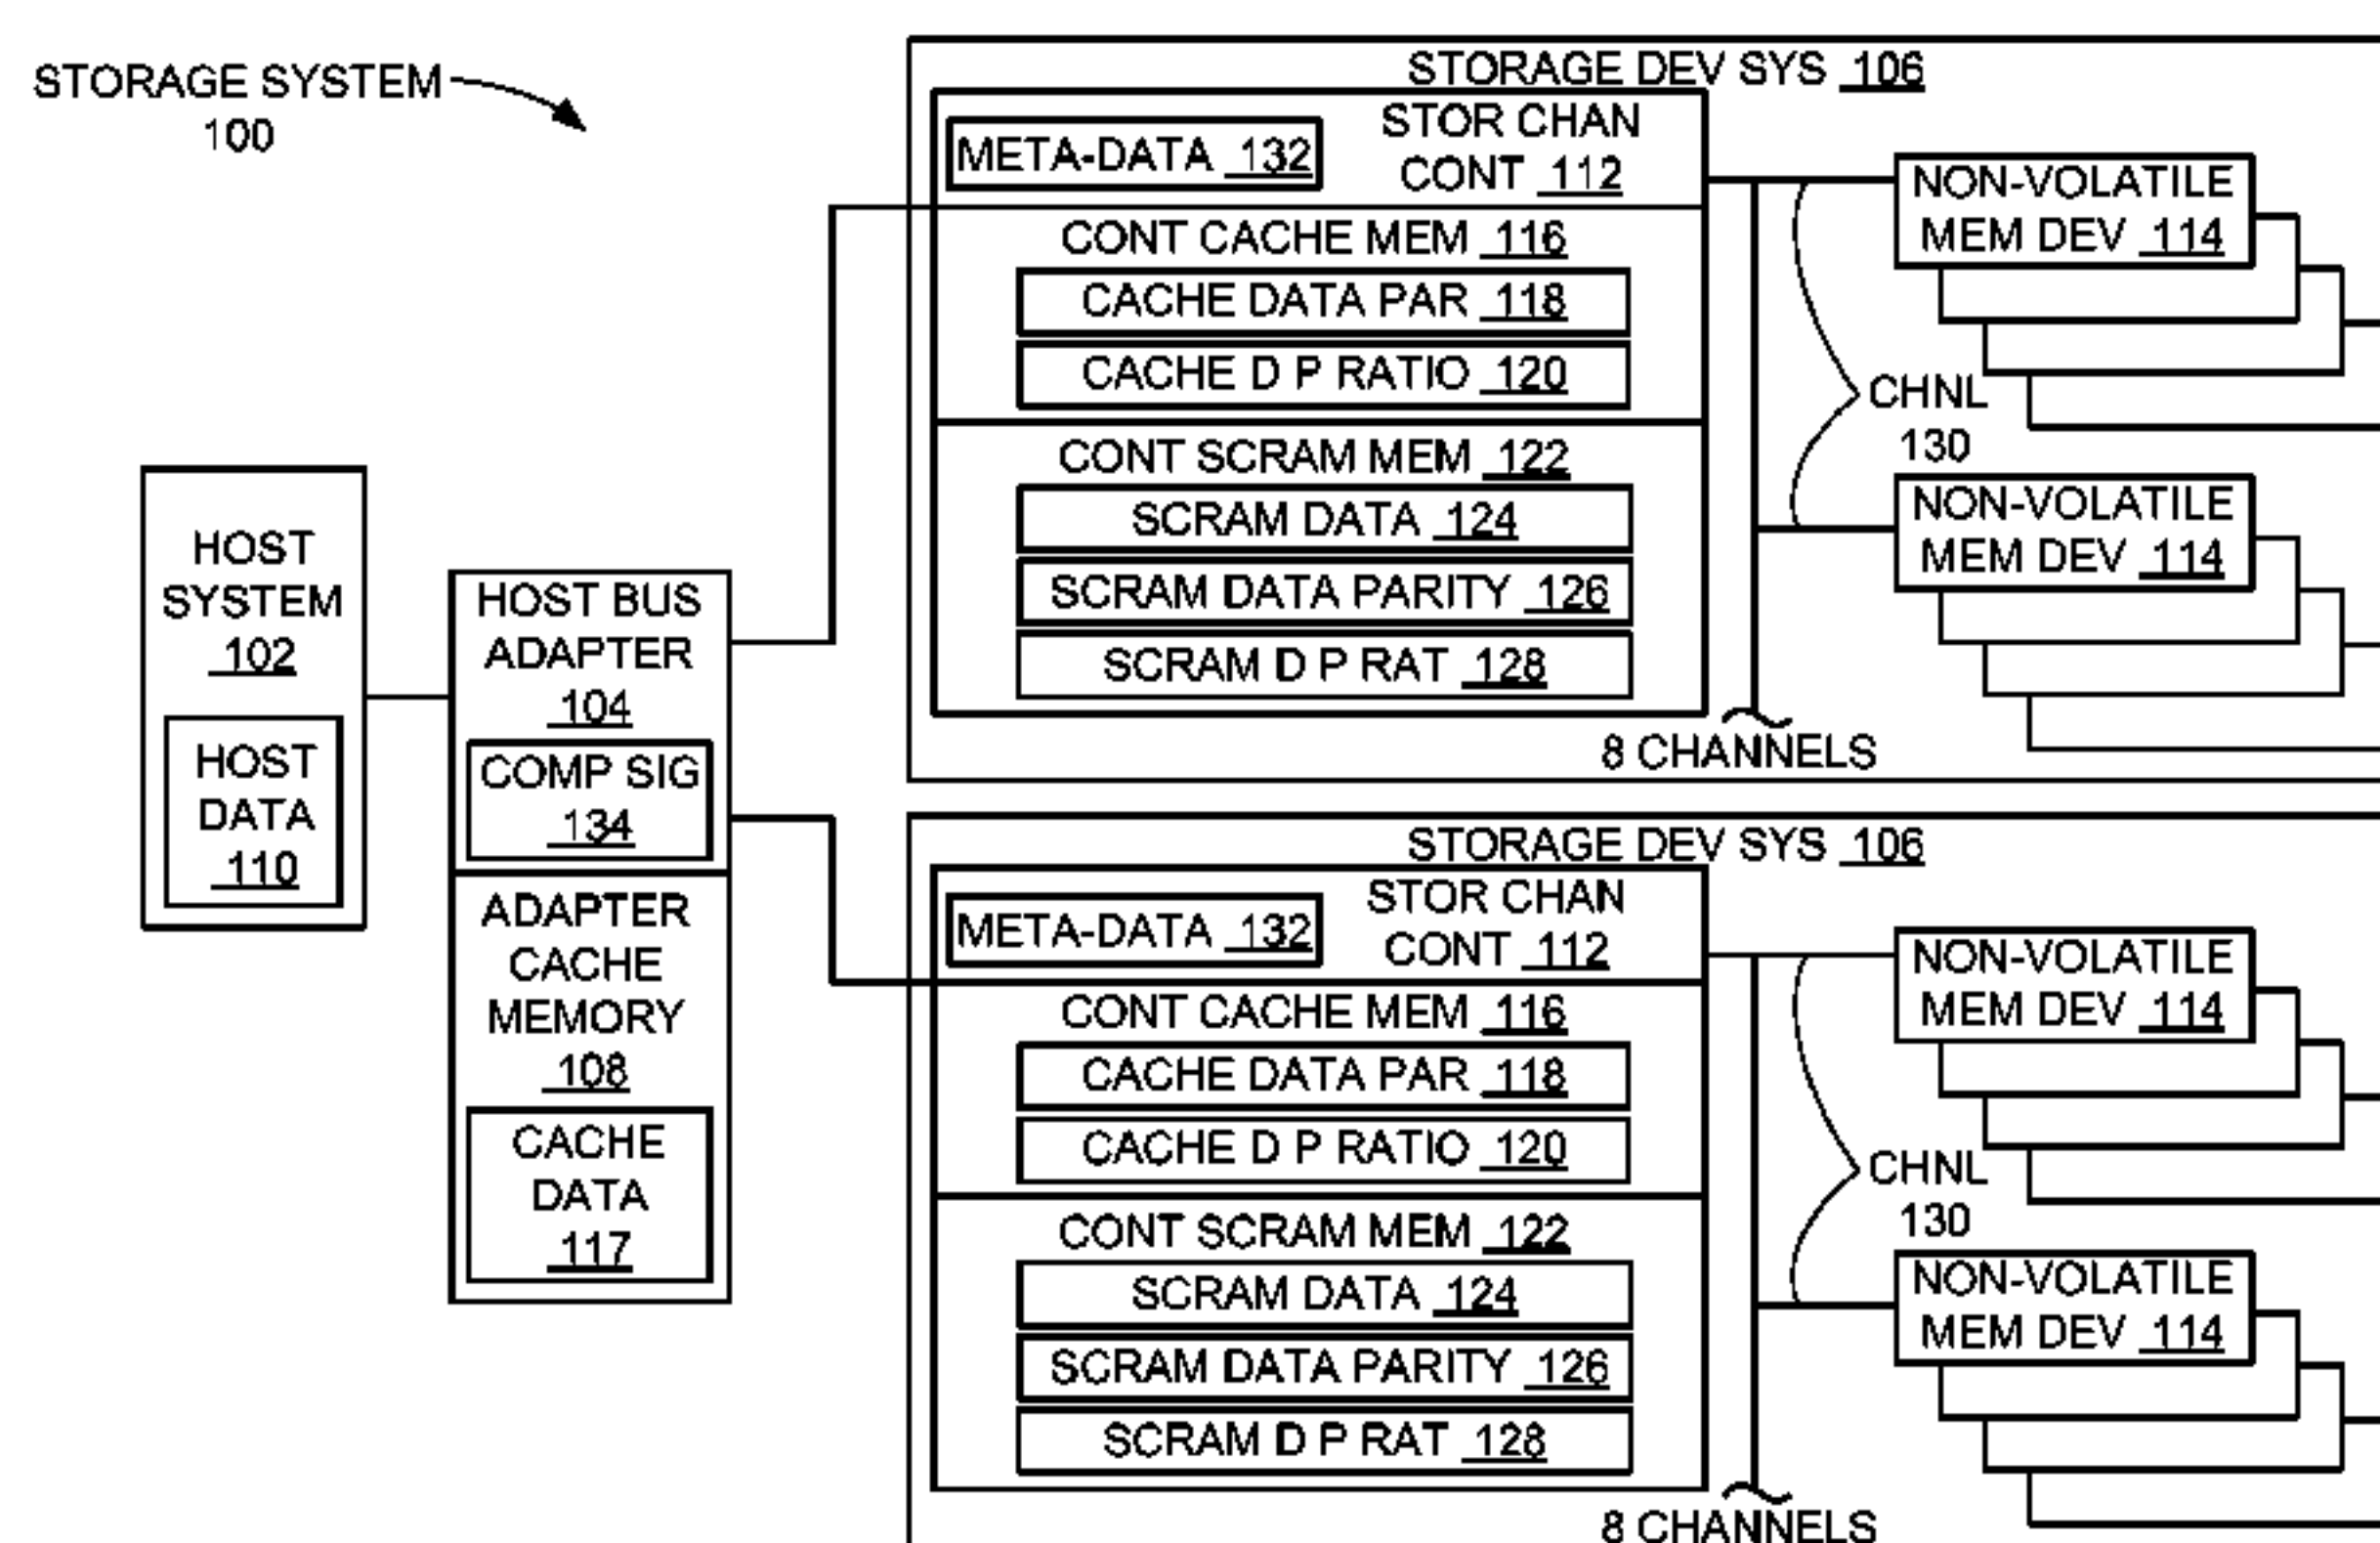 STORAGE SYSTEM
100
HOST
SYSTEM
102
HOST
DATA
110
HOST BUS
ADAPTER
104
COMP SIG
134
ADAPTER
CACHE
MEMORY
108
CACHE
DATA
117
STORAGE DEV SYS 106
META-DATA 132
STOR CHAN
CONT 112
CONT CACHE MEM 116
CACHE DATA PAR 118
CACHE D P RATIO 120
CONT SCRAM MEM 122
SCRAM DATA 124
SCRAM DATA PARITY 126
SCRAM D P RAT 128
NON-VOLATILE
MEM DEV 114
CHNL
130
NON-VOLATILE
MEM DEV 114
8 CHANNELS
STORAGE DEV SYS 106
META-DATA 132
STOR CHAN
CONT 112
CONT CACHE MEM 116
CACHE DATA PAR 118
CACHE D P RATIO 120
CONT SCRAM MEM 122
SCRAM DATA 124
SCRAM DATA PARITY 126
SCRAM D P RAT 128
NON-VOLATILE
MEM DEV 114
CHNL
130
NON-VOLATILE
MEM DEV 114
8 CHANNELS